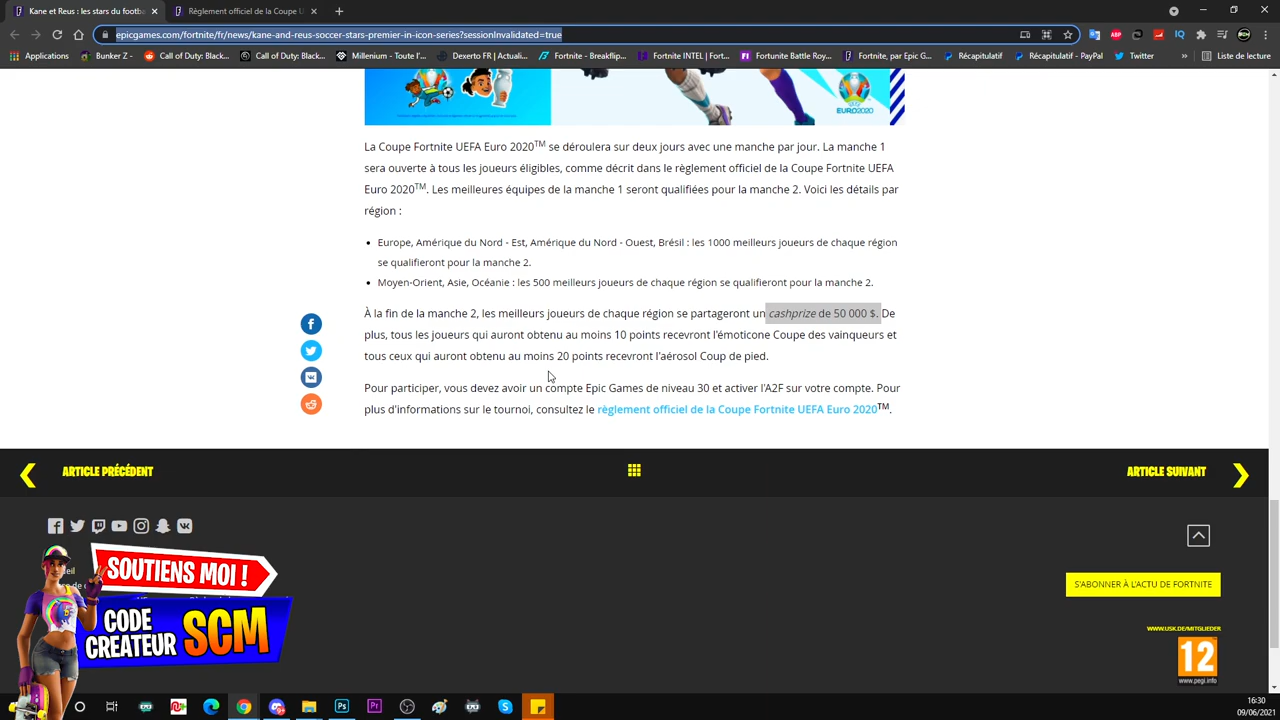 Kane et Reus : les stars du footb
Règlement officiel de la Coupe U
epicgames.com/fortnite/fr/news/kane-and-reus-soccer-stars-premier-in-icon-series?sessionInvalidated=true
Applications
Bunker Z -
Call of Duty: Black...
Call of Duty: Black...
Millenium - Toute l'...
Dexerto FR | Actuali...
Fortnite - Breakflip...
Fortnite INTEL | Fort...
Fortunite Battle Roy...
Fortnite, par Epic G...
Récapitulatif
Récapitulatif - PayPal
Twitter
»
Liste de lecture
EURO2020
La Coupe Fortnite UEFA Euro 2020TM se déroulera sur deux jours avec une manche par jour. La manche 1
sera ouverte à tous les joueurs éligibles, comme décrit dans le règlement officiel de la Coupe Fortnite UEFA
Euro 2020TM. Les meilleures équipes de la manche 1 seront qualifiées pour la manche 2. Voici les détails par
région :
• Europe, Amérique du Nord - Est, Amérique du Nord - Ouest, Brésil : les 1000 meilleurs joueurs de chaque région
se qualifieront pour la manche 2.
• Moyen-Orient, Asie, Océanie : les 500 meilleurs joueurs de chaque région se qualifieront pour la manche 2.
À la fin de la manche 2, les meilleurs joueurs de chaque région se partageront un cashprize de 50 000 $. De
plus, tous les joueurs qui auront obtenu au moins 10 points recevront l'émoticone Coupe des vainqueurs et
tous ceux qui auront obtenu au moins 20 points recevront l'aérosol Coup de pied.
Pour participer, vous devez avoir un compte Epic Games de niveau 30 et activer l'A2F sur votre compte. Pour
plus d'informations sur le tournoi, consultez le règlement officiel de la Coupe Fortnite UEFA Euro 2020TM.
ARTICLE PRÉCÉDENT
ARTICLE SUIVANT
SOUTIENS MOI !
CODE
CREATEUR SCM
S'ABONNER À L'ACTU DE FORTNITE
WWW.USK.DE/MITGLIEDER
12
www.pegi.info
16:30
09/06/2021